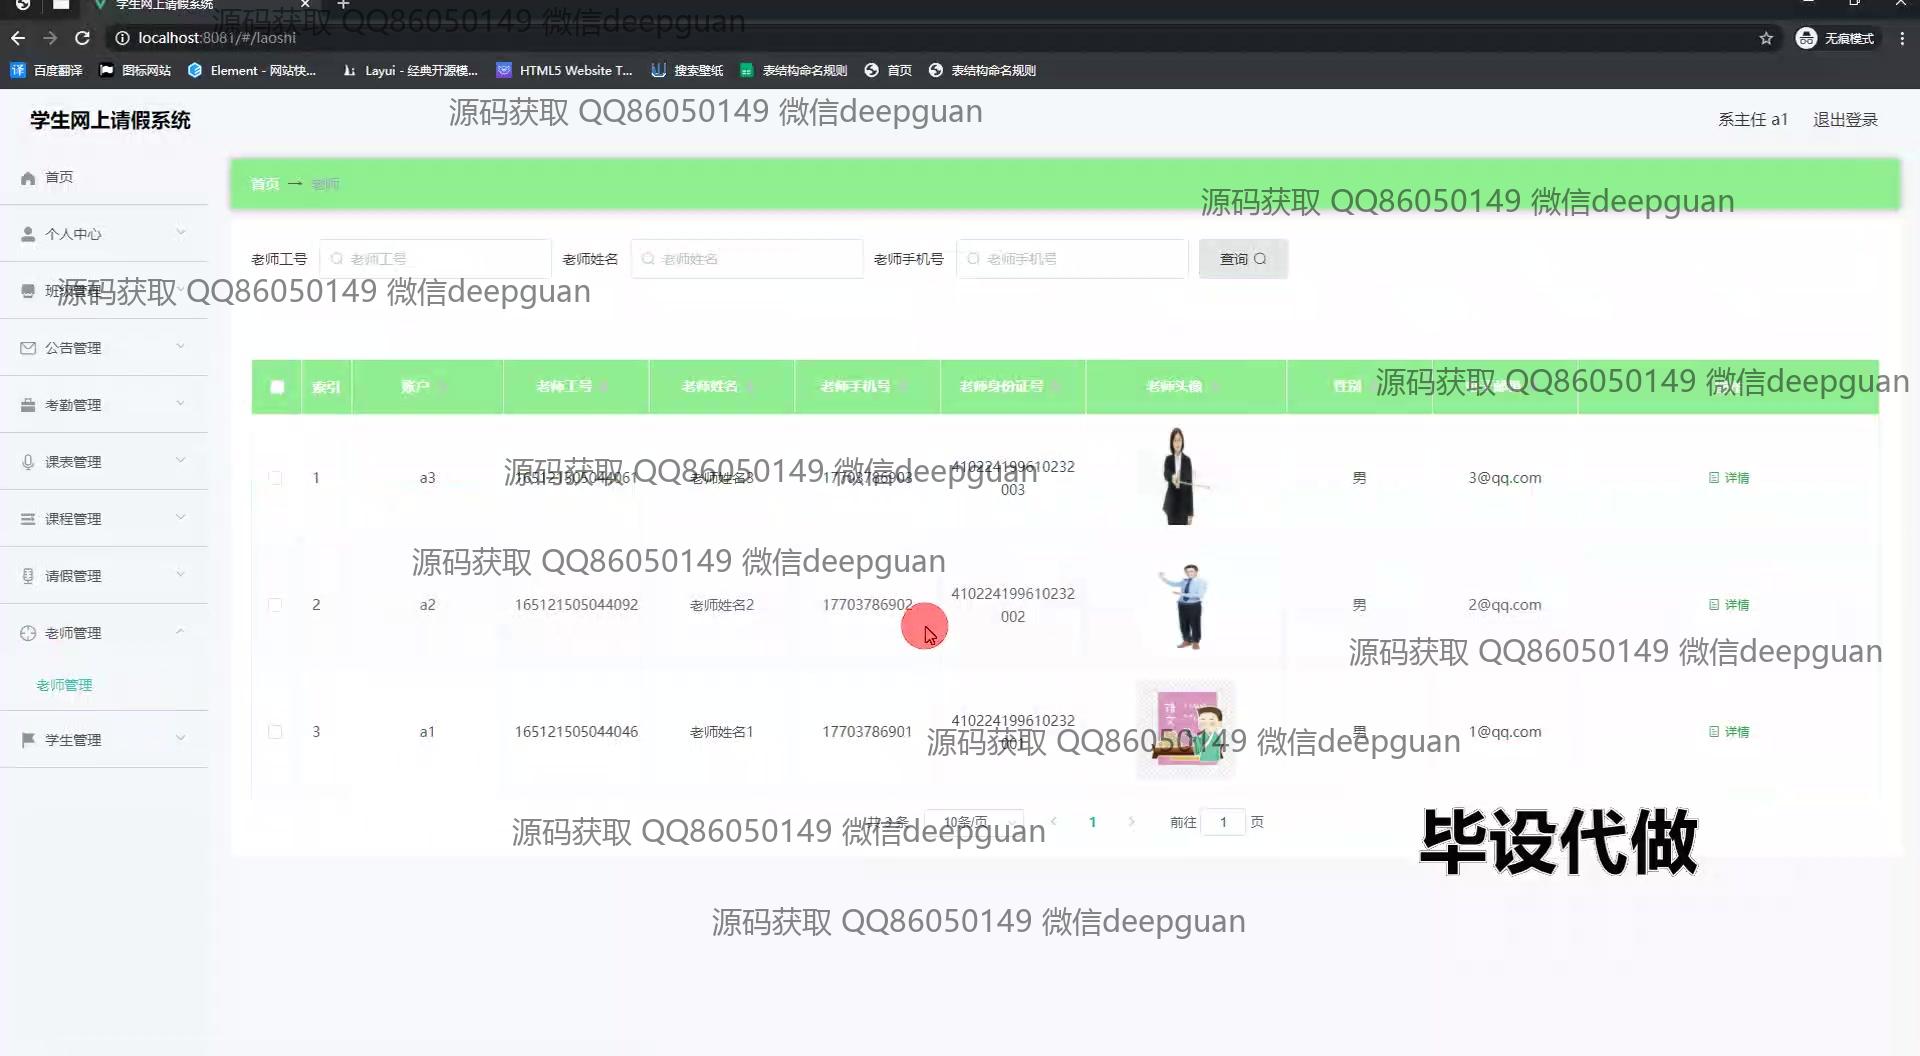 学生网上请假系统
源码获取 QQ86050149 微信deepguan
localhost:8081/#/laoshi
无痕模式
百度翻译 图标网站 Element - 网站快... Layui - 经典开源模... HTML5 Website T... 搜索壁纸 表结构命名规则 首页 表结构命名规则
学生网上请假系统
源码获取 QQ86050149 微信deepguan
系主任 a1 退出登录
首页
首页 → 老师
源码获取 QQ86050149 微信deepguan
个人中心
老师工号 老师工号 老师姓名 老师姓名 老师手机号 老师手机号 查询
班级管理
源码获取 QQ86050149 微信deepguan
公告管理
索引 账户 老师工号 老师姓名 老师手机号 老师身份证号 老师头像 性别
源码获取 QQ86050149 微信deepguan
考勤管理
课表管理
源码获取 QQ86050149 微信deepguan
1 a3 165121505044061 老师姓名3 17703786903 410224199610232003 男 3@qq.com 详情
课程管理
源码获取 QQ86050149 微信deepguan
请假管理
2 a2 165121505044092 老师姓名2 17703786902 410224199610232002 男 2@qq.com 详情
老师管理
源码获取 QQ86050149 微信deepguan
老师管理
3 a1 165121505044046 老师姓名1 17703786901 410224199610232001 男 1@qq.com 详情
学生管理
源码获取 QQ86050149 微信deepguan
共 3 条 10条/页 1 前往 1 页
源码获取 QQ86050149 微信deepguan
毕设代做
源码获取 QQ86050149 微信deepguan